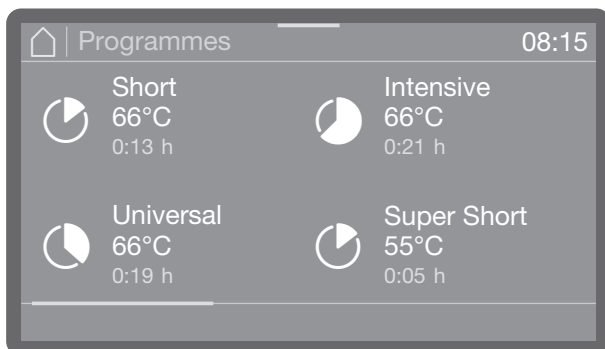 Programmes 08:15
Short
66°C
0:13 h
Intensive
66°C
0:21 h
Universal
66°C
0:19 h
Super Short
55°C
0:05 h